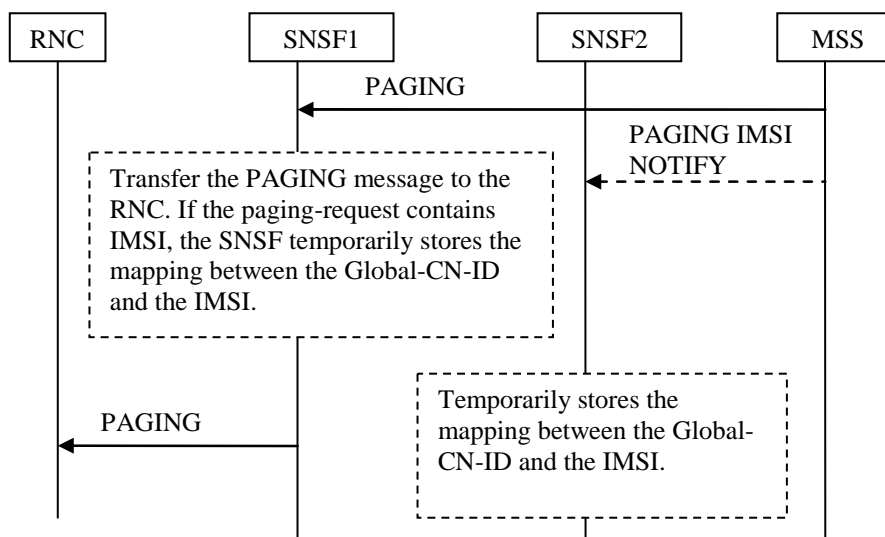 RNC
SNSF1
SNSF2
MSS
PAGING
PAGING IMSI
NOTIFY
Transfer the PAGING message to the
RNC. If the paging-request contains
IMSI, the SNSF temporarily stores the
mapping between the Global-CN-ID
and the IMSI.
Temporarily stores the
mapping between the Global-
CN-ID and the IMSI.
PAGING